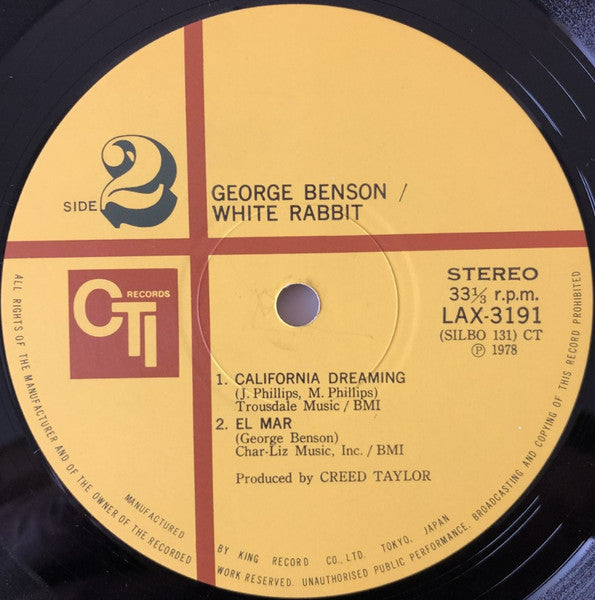 SIDE 2
GEORGE BENSON /
WHITE RABBIT
CTI RECORDS
STEREO
33⅓ r.p.m.
LAX-3191
(SILBO 131) CT
Ⓟ 1978
1. CALIFORNIA DREAMING
(J. Phillips, M. Phillips)
Trousdale Music / BMI
2. EL MAR
(George Benson)
Char-Liz Music, Inc. / BMI
Produced by CREED TAYLOR
MANUFACTURED BY KING RECORD CO., LTD. TOKYO, JAPAN
ALL RIGHTS OF THE MANUFACTURER AND OF THE OWNER OF THE RECORDED WORK RESERVED. UNAUTHORISED PUBLIC PERFORMANCE, BROADCASTING AND COPYING OF THIS RECORD PROHIBITED